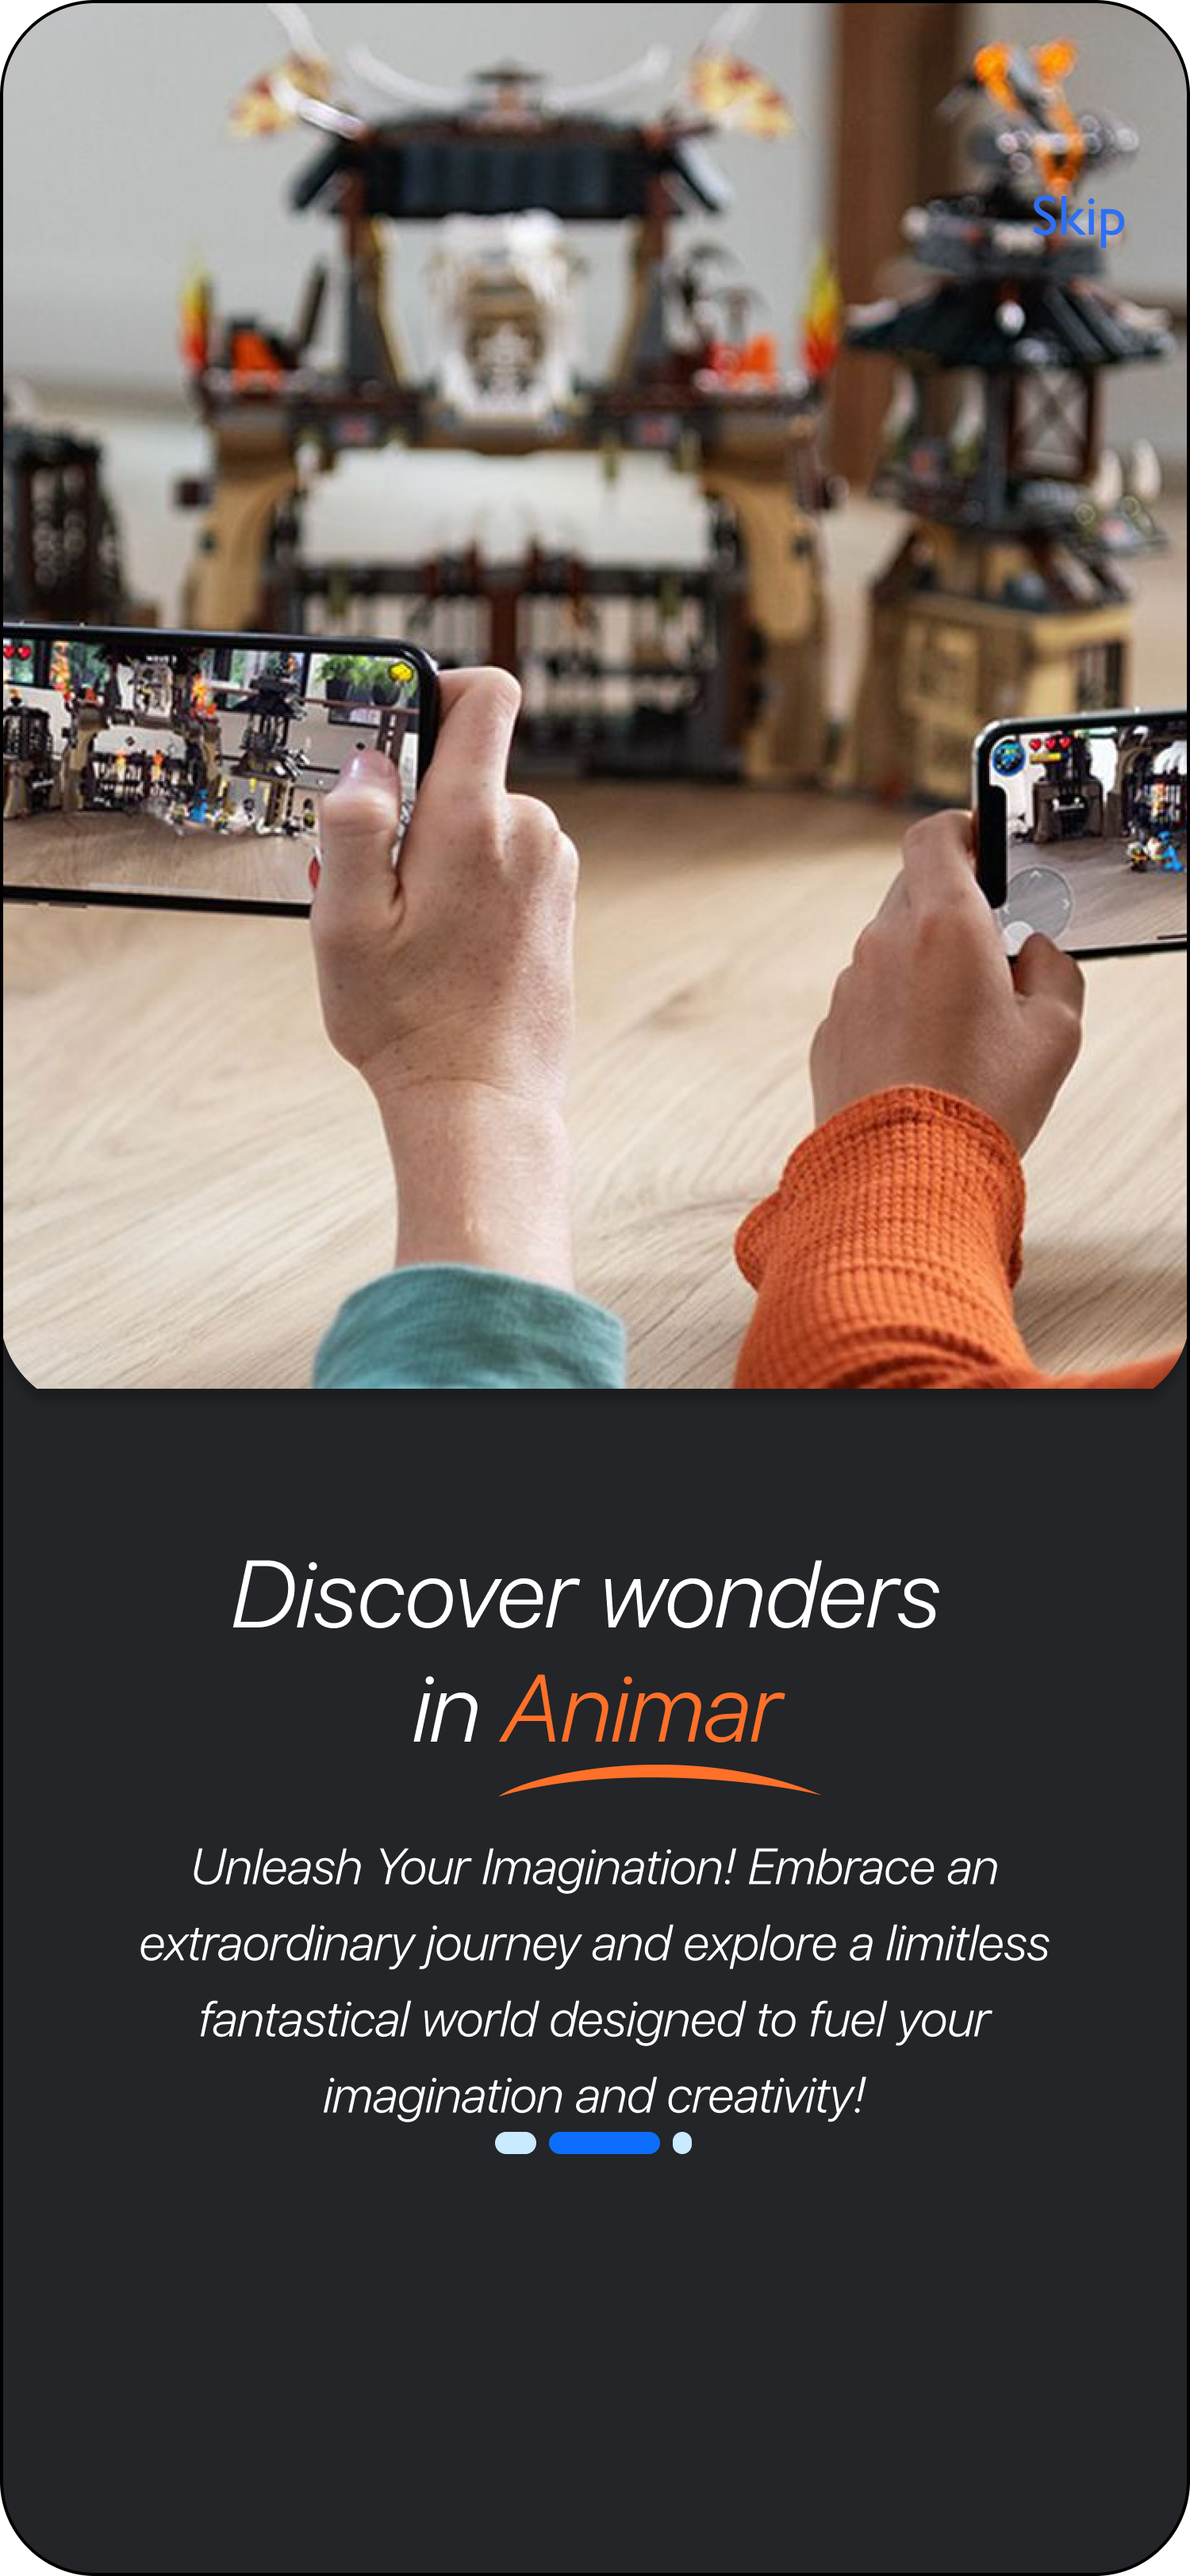 Skip
Discover wonders
in Animar
Unleash Your Imagination! Embrace an
extraordinary journey and explore a limitless
fantastical world designed to fuel your
imagination and creativity!